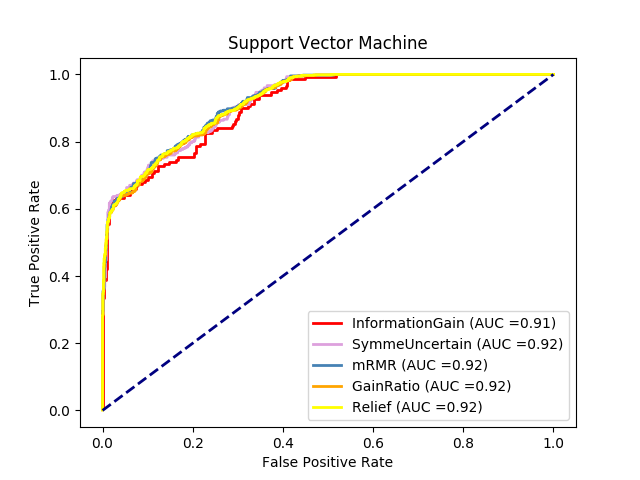 Support Vector Machine
True Positive Rate
1.0
0.8
0.6
0.4
0.2
0.0
InformationGain (AUC =0.91)
SymmeUncertain (AUC =0.92)
mRMR (AUC =0.92)
GainRatio (AUC =0.92)
Relief (AUC =0.92)
0.0 0.2 0.4 0.6 0.8 1.0
False Positive Rate